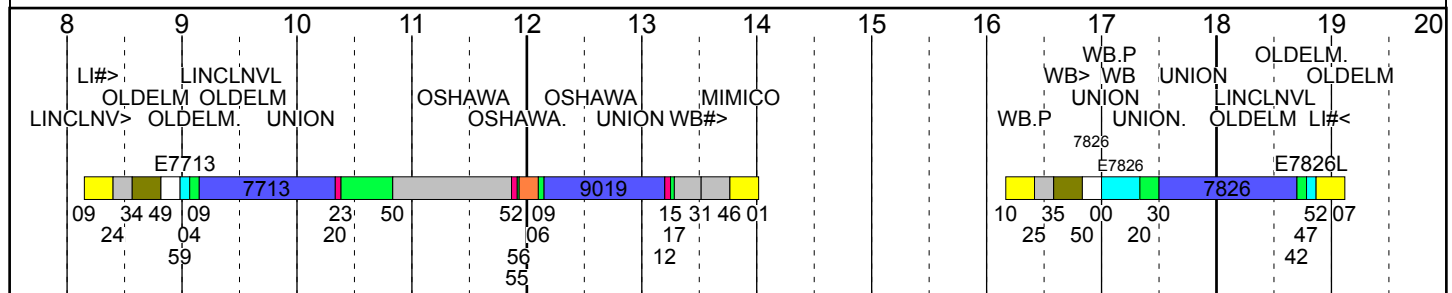 8 9 10 11 12 13 14 15 16 17 18 19 20
WB.P OLDELM.
LI#> LINCLNVL WB> WB UNION OLDELM
OLDELM OLDELM OSHAWA OSHAWA MIMICO UNION LINCLNVL
LINCLNV> OLDELM. UNION OSHAWA. UNION WB#> WB.P UNION. OLDELM LI#<
7826
E7713 E7826 E7826L
7713 9019 7826
09 34 49 09 23 50 52 09 15 31 46 01 10 35 00 30 52 07
24 04 20 06 17 25 50 20 47
59 56 12 42
55